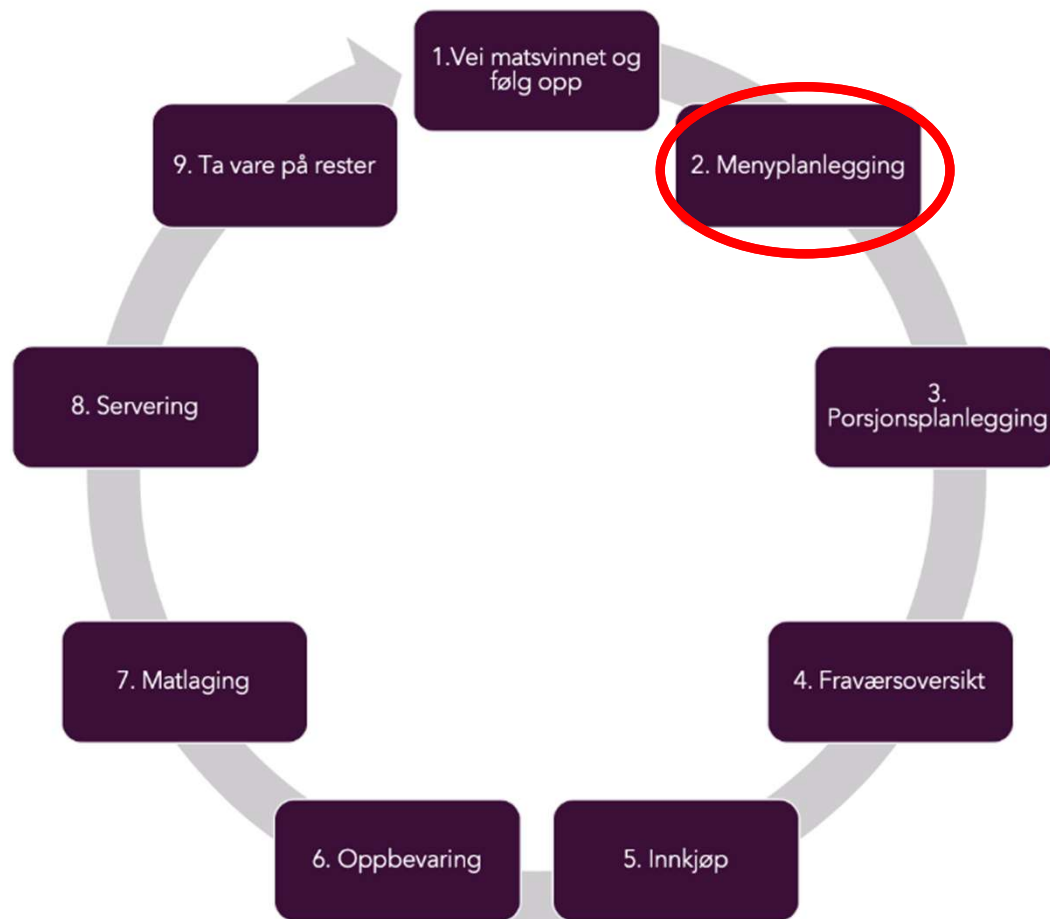 1.Vei matsvinnet og
følg opp
2. Menyplanlegging
3.
Porsjonsplanlegging
4. Fraværsoversikt
5. Innkjøp
6. Oppbevaring
7. Matlaging
8. Servering
9. Ta vare på rester